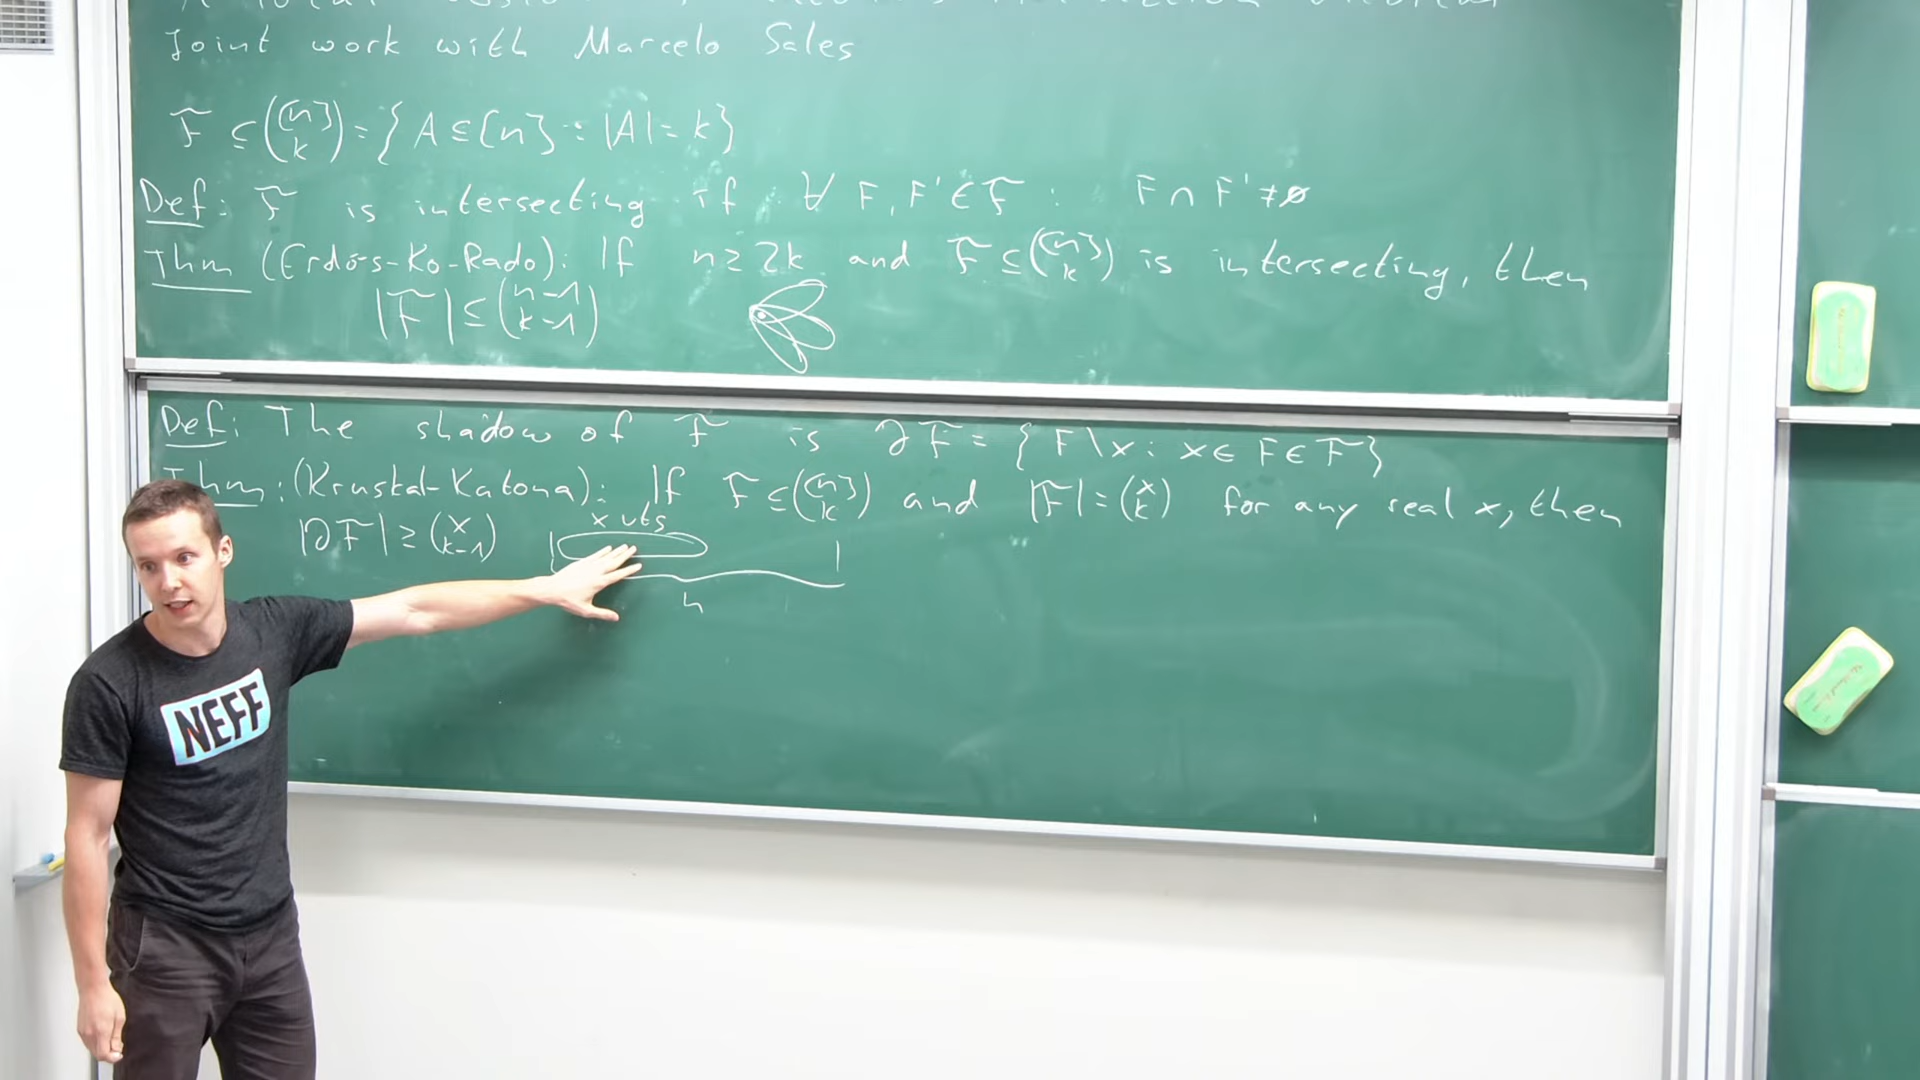 Joint work with Marcelo Sales
F ⊆ ([n] k) = { A ⊆ [n] : |A| = k }
Def: F is intersecting if ∀ F, F' ∈ F : F ∩ F' ≠ ∅
Thm (Erdős-Ko-Rado): If n ≥ 2k and F ⊆ ([n] k) is intersecting, then
|F| ≤ (n-1 k-1)
Def: The shadow of F is ∂F = { F \ x : x ∈ F ∈ F }
Thm: (Kruskal-Katona): If F ⊆ ([n] k) and |F| = (x k) for any real x, then
|∂F| ≥ (x k-1)
x vts
n
NEFF